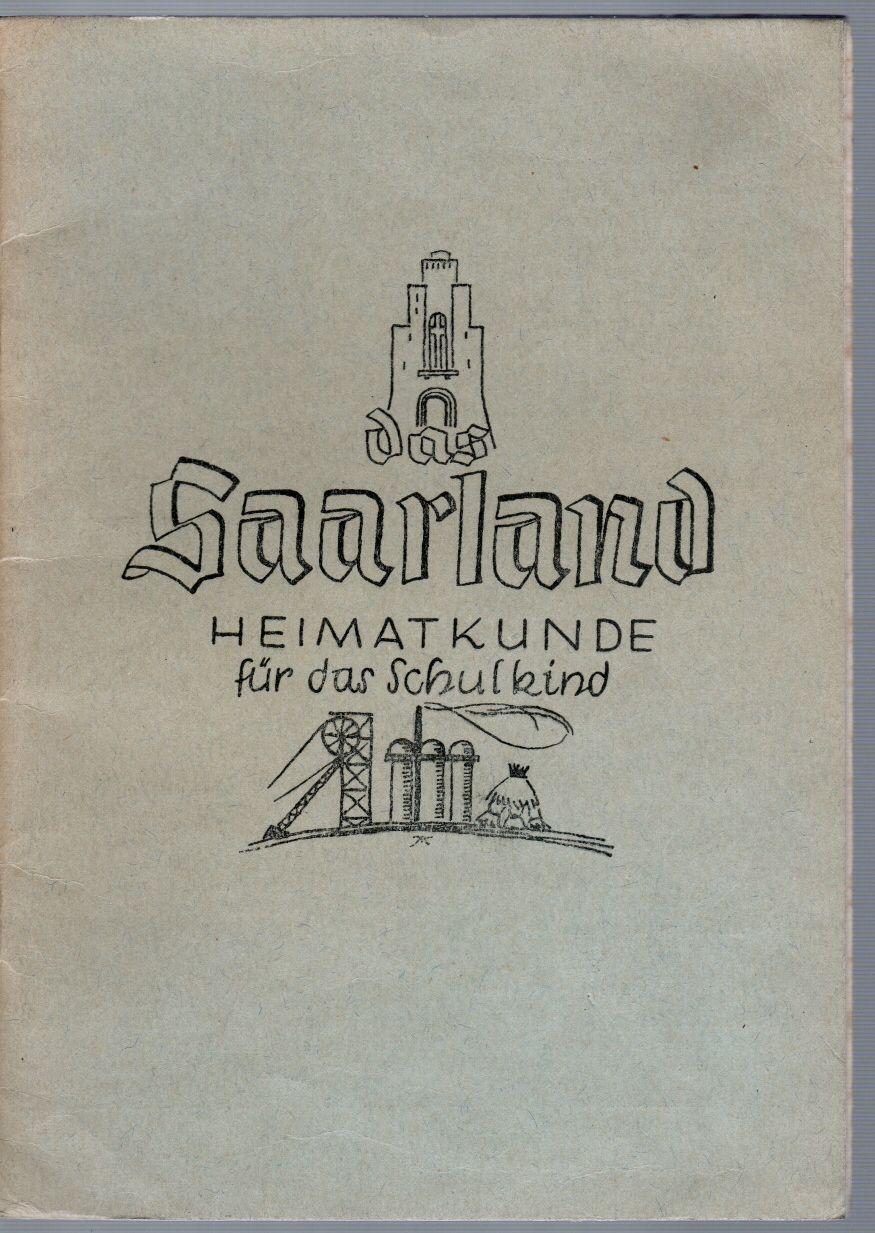 das
Saarland
HEIMATKUNDE
für das Schulkind